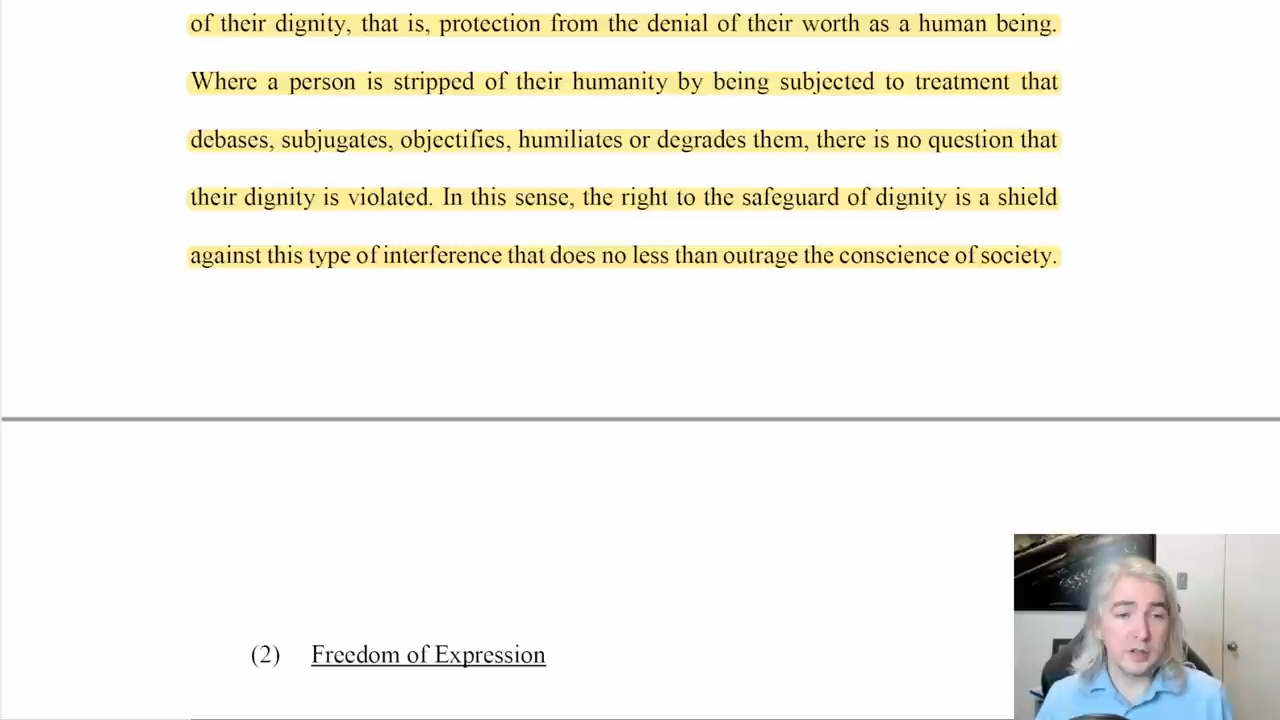 of their dignity, that is, protection from the denial of their worth as a human being.
Where a person is stripped of their humanity by being subjected to treatment that
debases, subjugates, objectifies, humiliates or degrades them, there is no question that
their dignity is violated. In this sense, the right to the safeguard of dignity is a shield
against this type of interference that does no less than outrage the conscience of society.
(2) Freedom of Expression